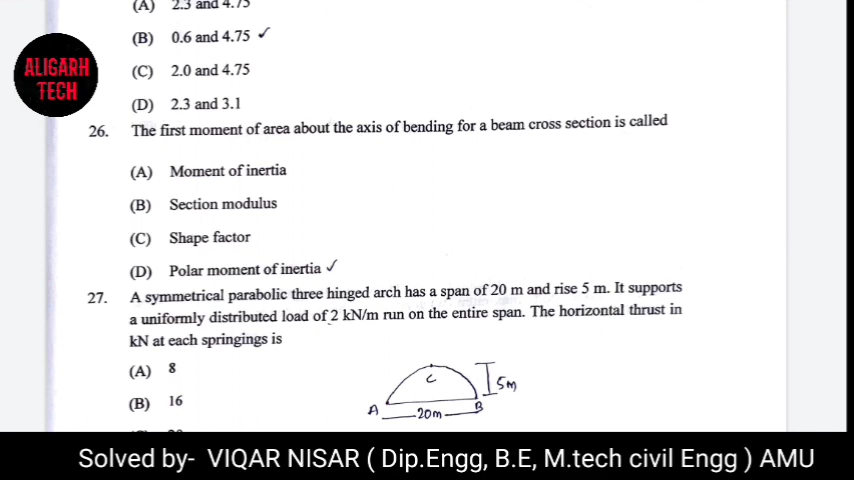 (A) 2.3 and 4.75
(B) 0.6 and 4.75 ✓
ALIGARH
TECH
(C) 2.0 and 4.75
(D) 2.3 and 3.1
26. The first moment of area about the axis of bending for a beam cross section is called
(A) Moment of inertia
(B) Section modulus
(C) Shape factor
(D) Polar moment of inertia ✓
27. A symmetrical parabolic three hinged arch has a span of 20 m and rise 5 m. It supports
a uniformly distributed load of 2 kN/m run on the entire span. The horizontal thrust in
kN at each springings is
(A) 8
C
5m
(B) 16
A
20m
B
Solved by- VIQAR NISAR ( Dip.Engg, B.E, M.tech civil Engg ) AMU